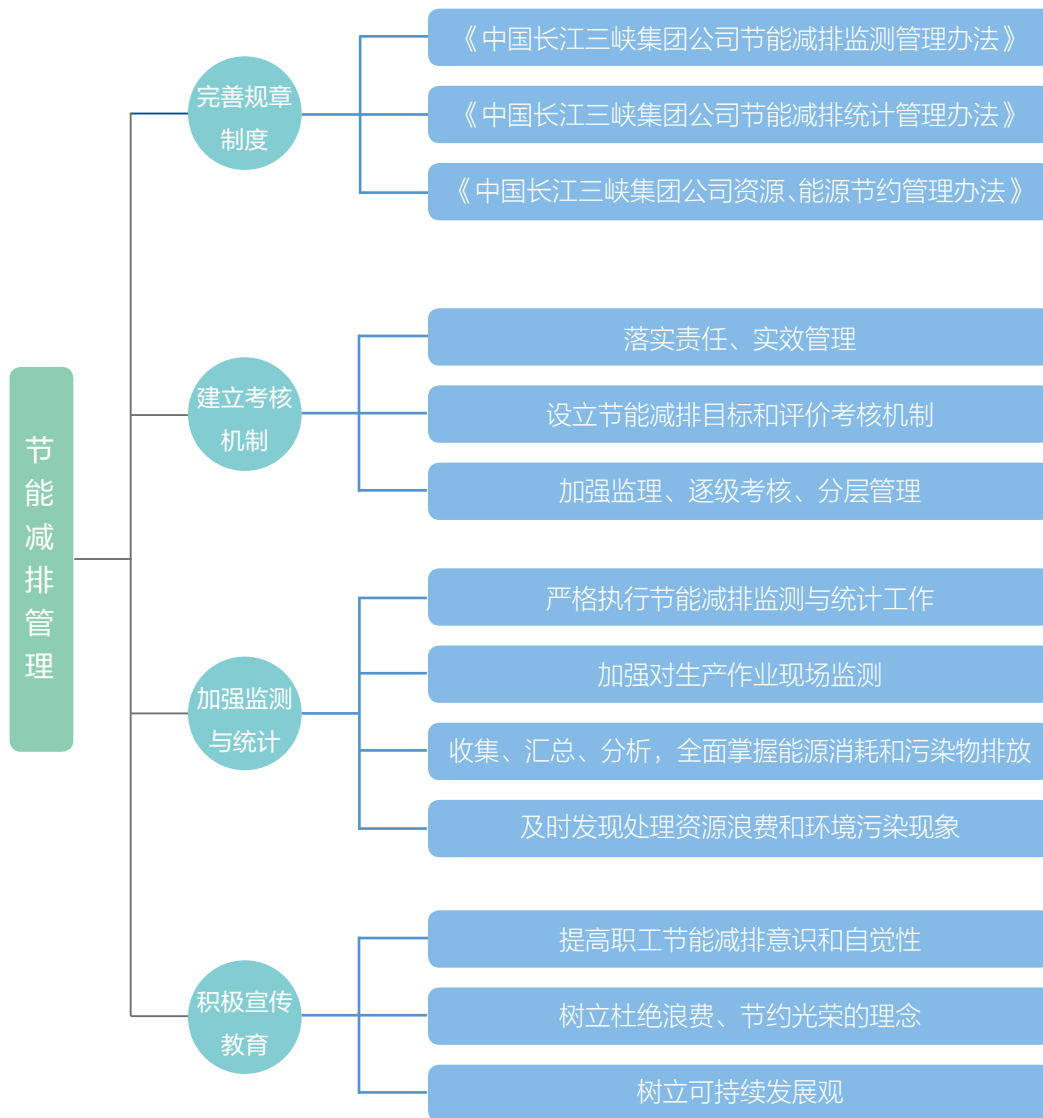 节能减排管理
完善规章
制度
《中国长江三峡集团公司节能减排监测管理办法》
《中国长江三峡集团公司节能减排统计管理办法》
《中国长江三峡集团公司资源、能源节约管理办法》
建立考核
机制
落实责任、实效管理
设立节能减排目标和评价考核机制
加强监理、逐级考核、分层管理
加强监测
与统计
严格执行节能减排监测与统计工作
加强对生产作业现场监测
收集、汇总、分析，全面掌握能源消耗和污染物排放
及时发现处理资源浪费和环境污染现象
积极宣传
教育
提高职工节能减排意识和自觉性
树立杜绝浪费、节约光荣的理念
树立可持续发展观